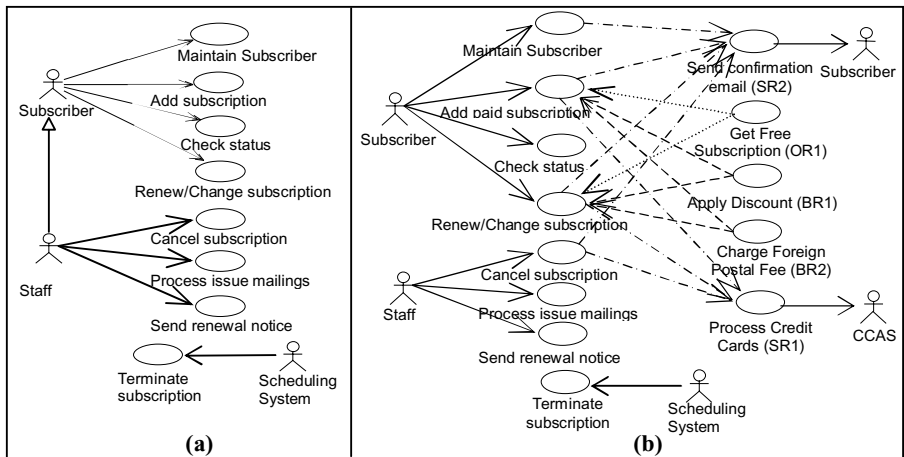 Maintain Subscriber
Add subscription
Subscriber
Check status
Renew/Change subscription
Cancel subscription
Process issue mailings
Staff
Send renewal notice
Terminate
subscription
Scheduling
System
(a)
Maintain Subscriber
Send confirmation
email (SR2)
Subscriber
Add paid subscription
Subscriber
Get Free
Subscription (OR1)
Check status
Apply Discount (BR1)
Renew/Change subscription
Charge Foreign
Postal Fee (BR2)
Cancel subscription
Staff
Process issue mailings
Process Credit
Cards (SR1)
CCAS
Send renewal notice
Terminate
subscription
Scheduling
System
(b)